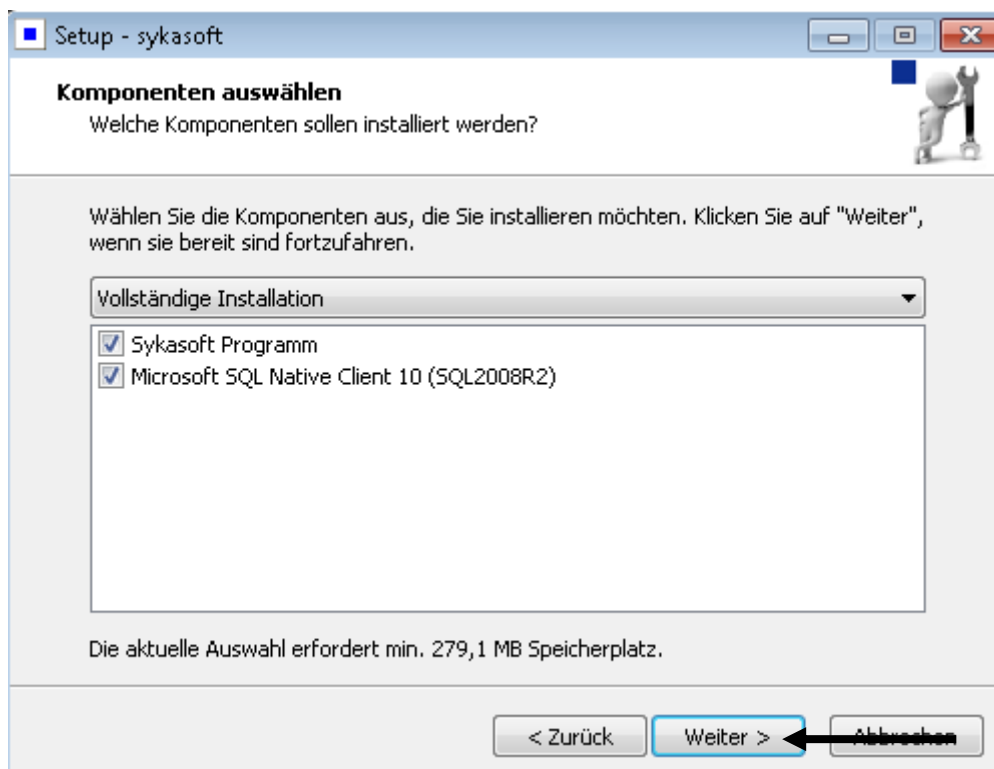 Setup - sykasoft
Komponenten auswählen
Welche Komponenten sollen installiert werden?
Wählen Sie die Komponenten aus, die Sie installieren möchten. Klicken Sie auf "Weiter",
wenn sie bereit sind fortzufahren.
Vollständige Installation
Sykasoft Programm
Microsoft SQL Native Client 10 (SQL2008R2)
Die aktuelle Auswahl erfordert min. 279,1 MB Speicherplatz.
< Zurück
Weiter >
Abbrechen